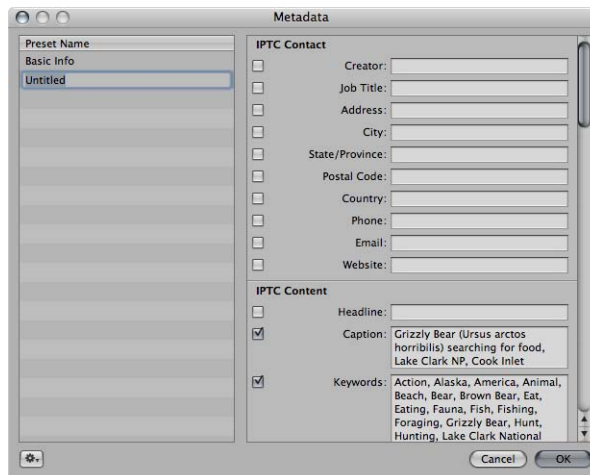 Metadata
Preset Name
Basic Info
Untitled
IPTC Contact
Creator:
Job Title:
Address:
City:
State/Province:
Postal Code:
Country:
Phone:
Email:
Website:
IPTC Content
Headline:
Caption: Grizzly Bear (Ursus arctos
horribilis) searching for food,
Lake Clark NP, Cook Inlet
Keywords: Action, Alaska, America, Animal,
Beach, Bear, Brown Bear, Eat,
Eating, Fauna, Fish, Fishing,
Foraging, Grizzly Bear, Hunt,
Hunting, Lake Clark National
Cancel OK